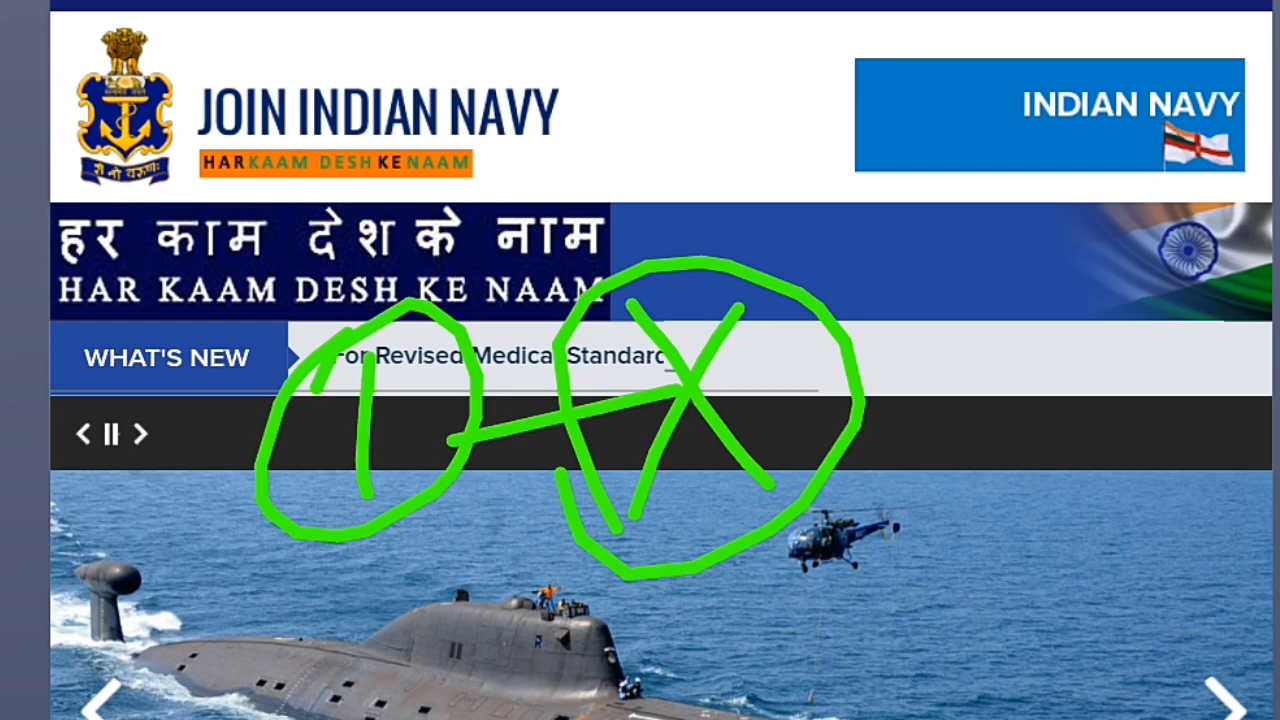 JOIN INDIAN NAVY
HAR KAAM DESH KE NAAM
INDIAN NAVY
हर काम देश के नाम
HAR KAAM DESH KE NAAM
WHAT'S NEW
For Revised Medical Standard
1 - X